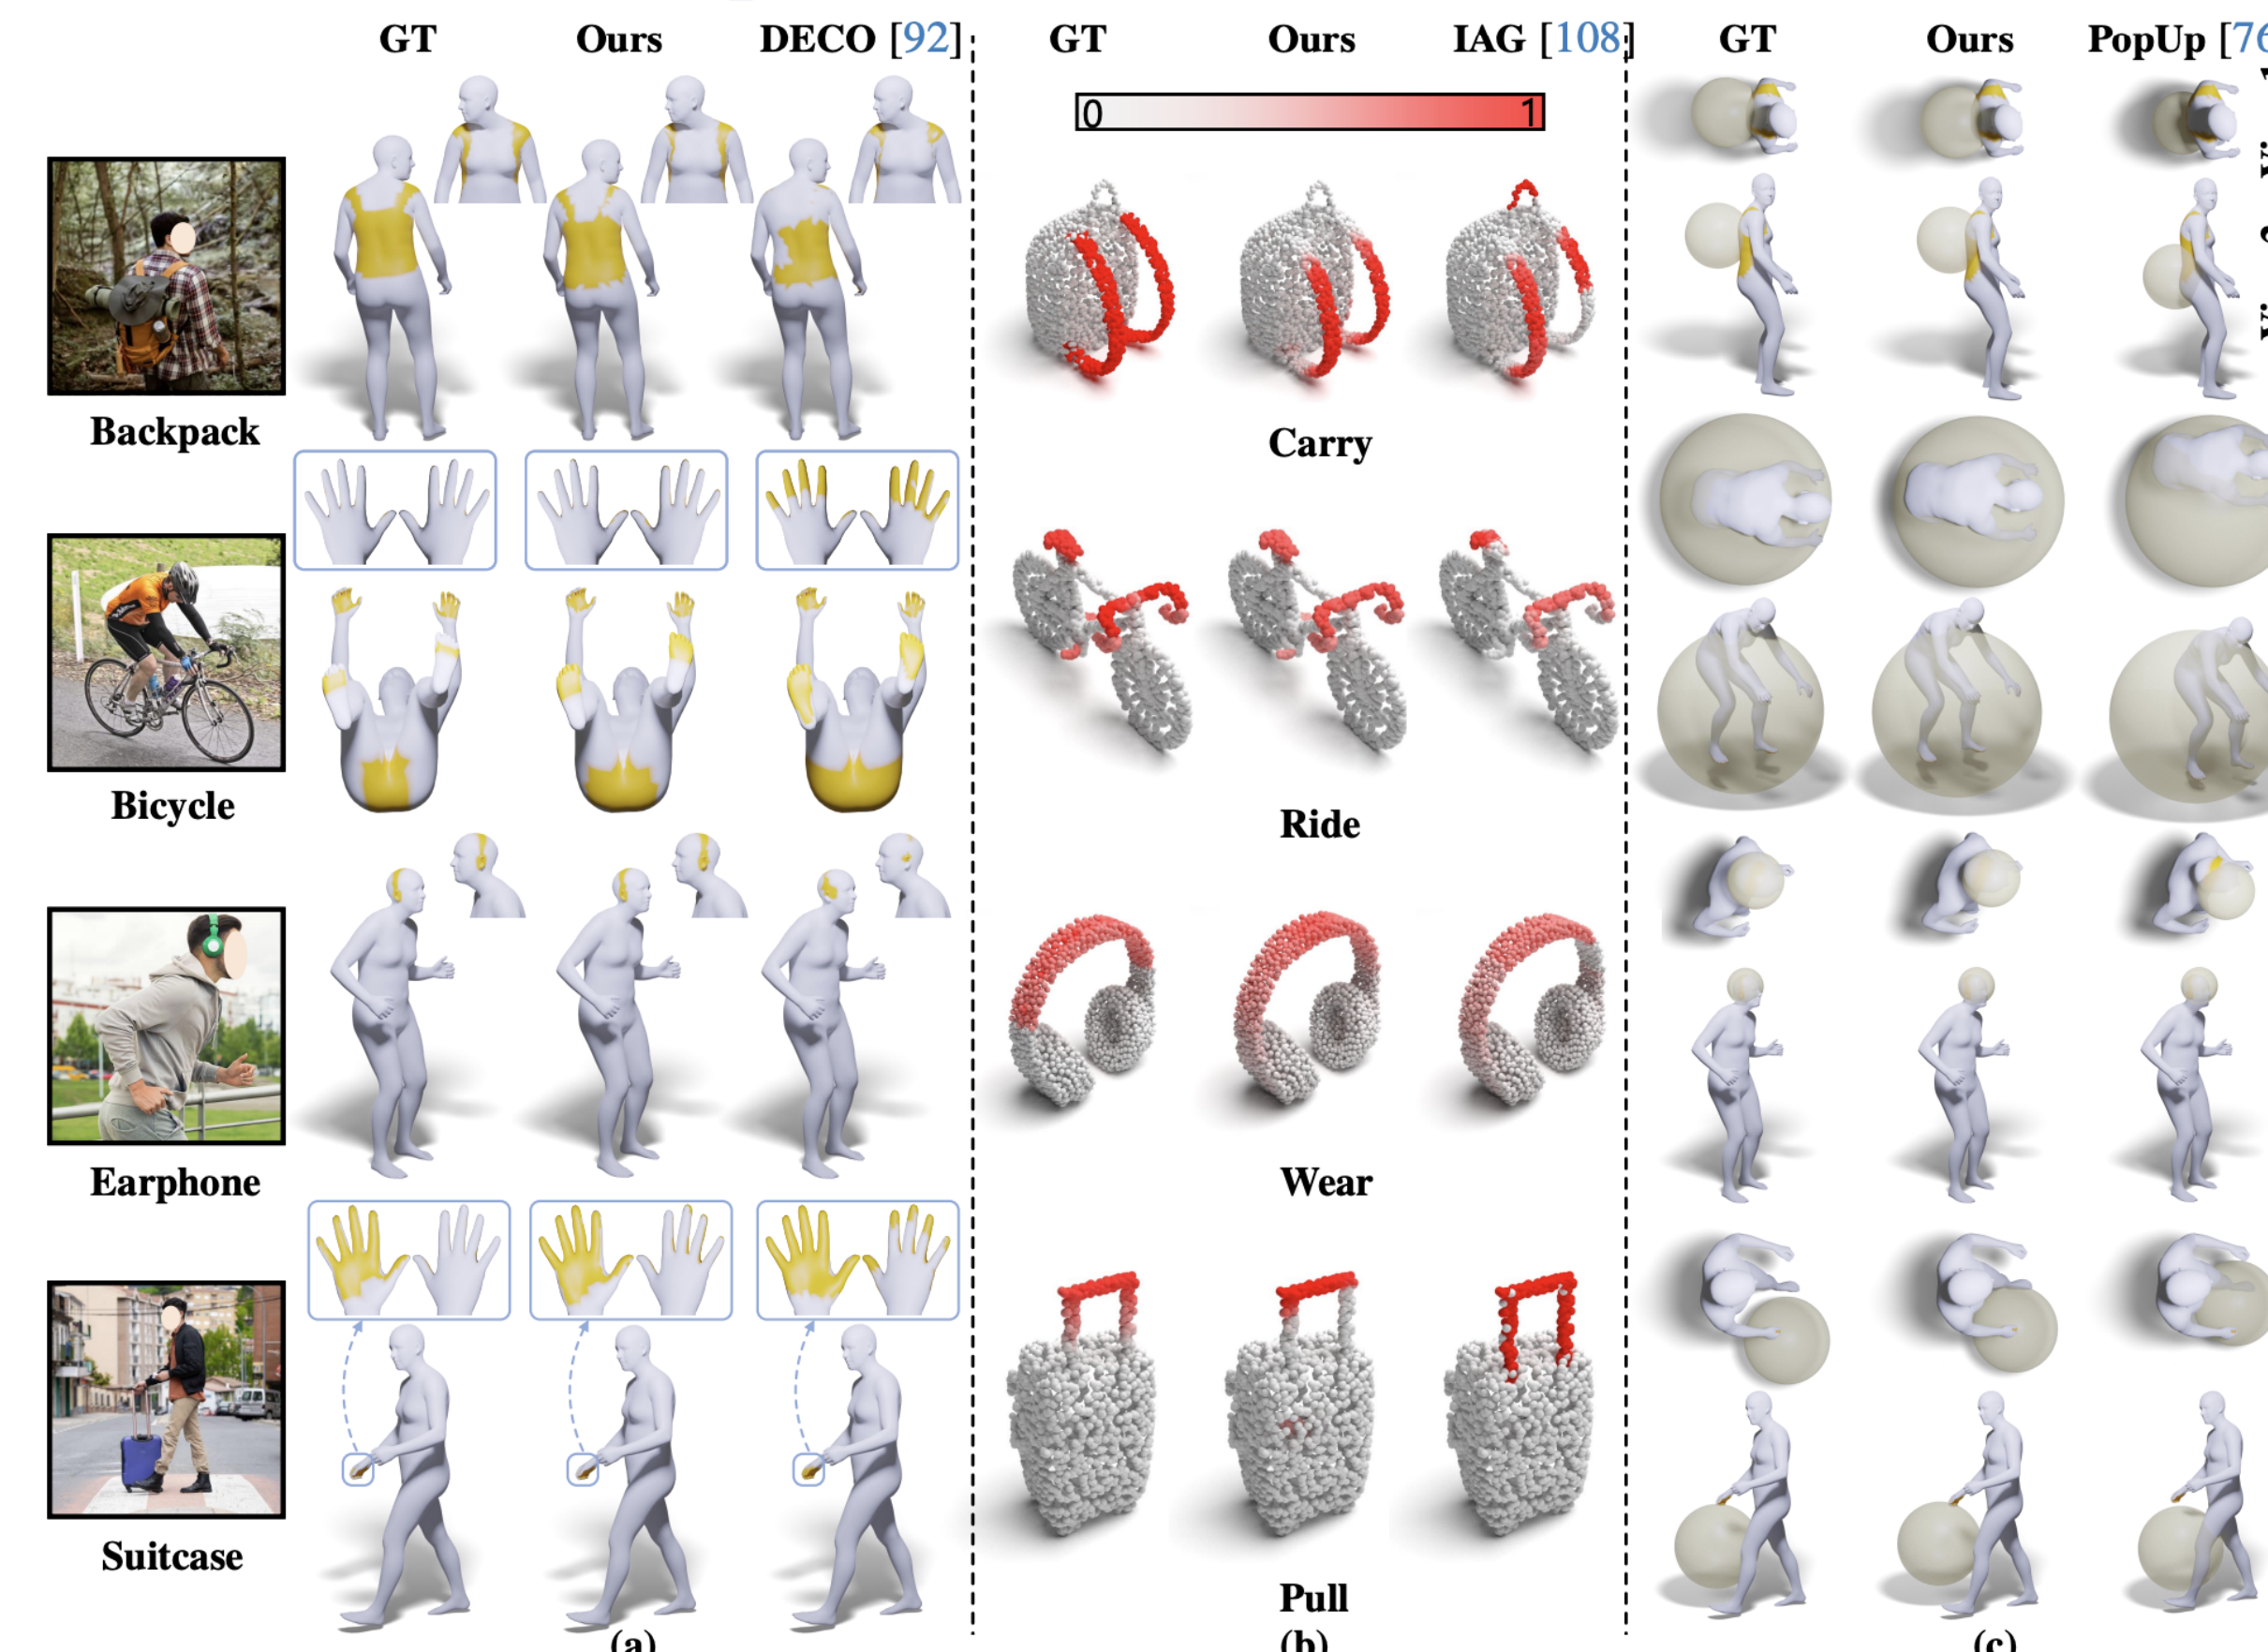 GT Ours DECO [92] GT Ours IAG [108] GT Ours PopUp [76
0 1
Backpack
Carry
Bicycle
Ride
Earphone
Wear
Suitcase
Pull
(a) (b) (c)